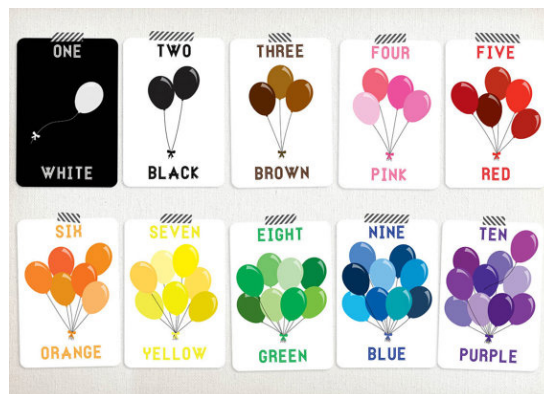 ONE
WHITE
TWO
BLACK
THREE
BROWN
FOUR
PINK
FIVE
RED
SIX
ORANGE
SEVEN
YELLOW
EIGHT
GREEN
NINE
BLUE
TEN
PURPLE